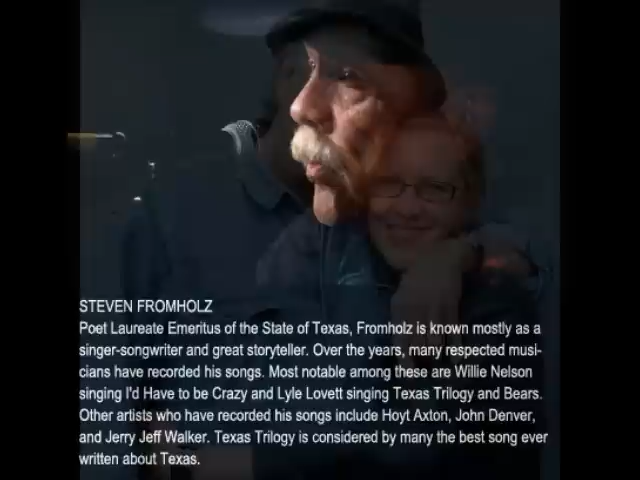 STEVEN FROMHOLZ
Poet Laureate Emeritus of the State of Texas, Fromholz is known mostly as a
singer-songwriter and great storyteller. Over the years, many respected musi-
cians have recorded his songs. Most notable among these are Willie Nelson
singing I'd Have to be Crazy and Lyle Lovett singing Texas Trilogy and Bears.
Other artists who have recorded his songs include Hoyt Axton, John Denver,
and Jerry Jeff Walker. Texas Trilogy is considered by many the best song ever
written about Texas.